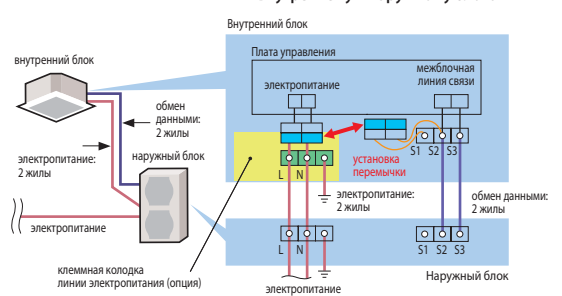 Внутренний блок
Плата управления
внутренний блок
межблочная
линия связи
электропитание
обмен
данными:
2 жилы
электропитание:
2 жилы
наружный блок
S1 S2 S3
установка
перемычки
L N
электропитание:
2 жилы
обмен данными:
2 жилы
электропитание
L N
S1 S2 S3
клеммная колодка
линии электропитания (опция)
Наружный блок
электропитание